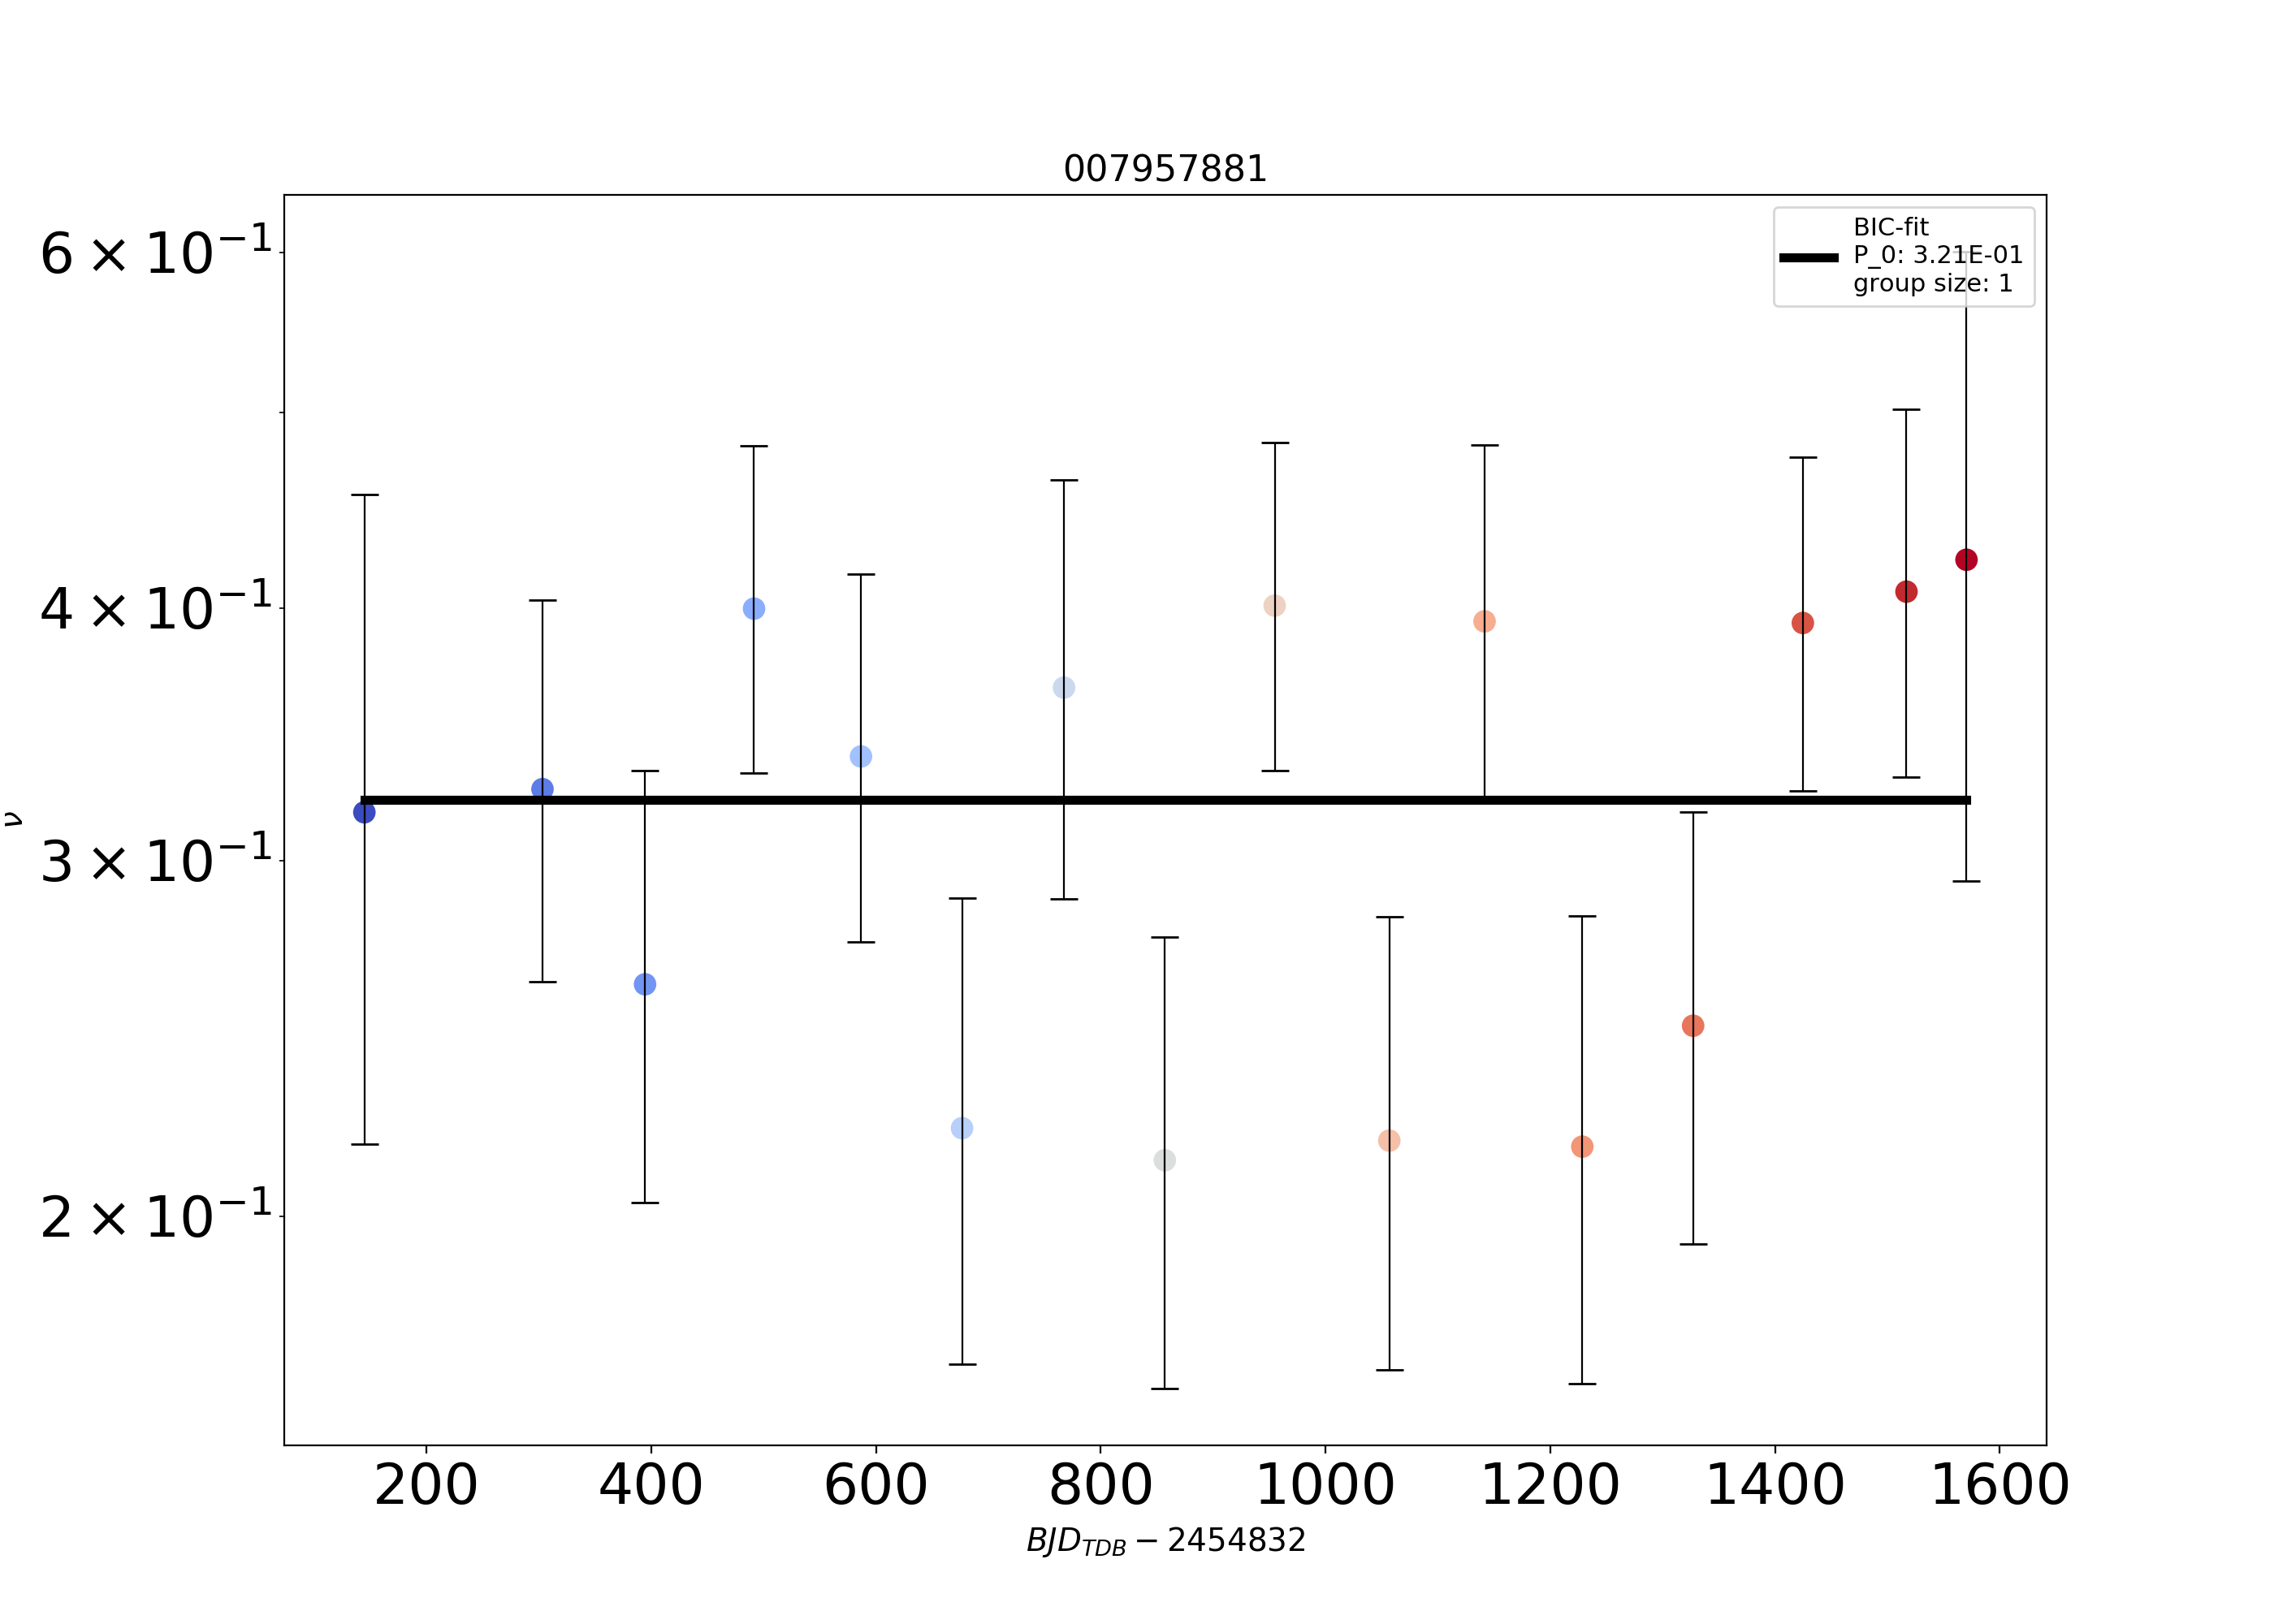 007957881
BIC-fit
P_0: 3.21E-01
group size: 1
6 × 10⁻¹
4 × 10⁻¹
3 × 10⁻¹
2 × 10⁻¹
ν
200 400 600 800 1000 1200 1400 1600
BJD_TDB − 2454832